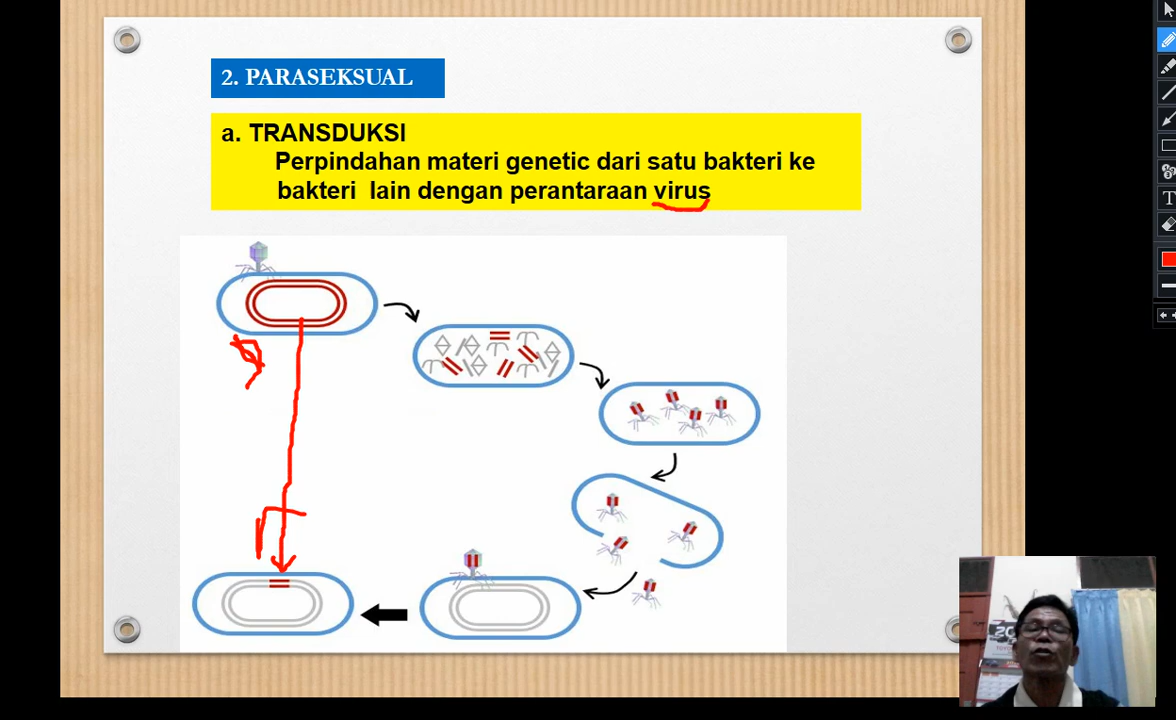 2. PARASEKSUAL
a. TRANSDUKSI
Perpindahan materi genetic dari satu bakteri ke
bakteri lain dengan perantaraan virus
T